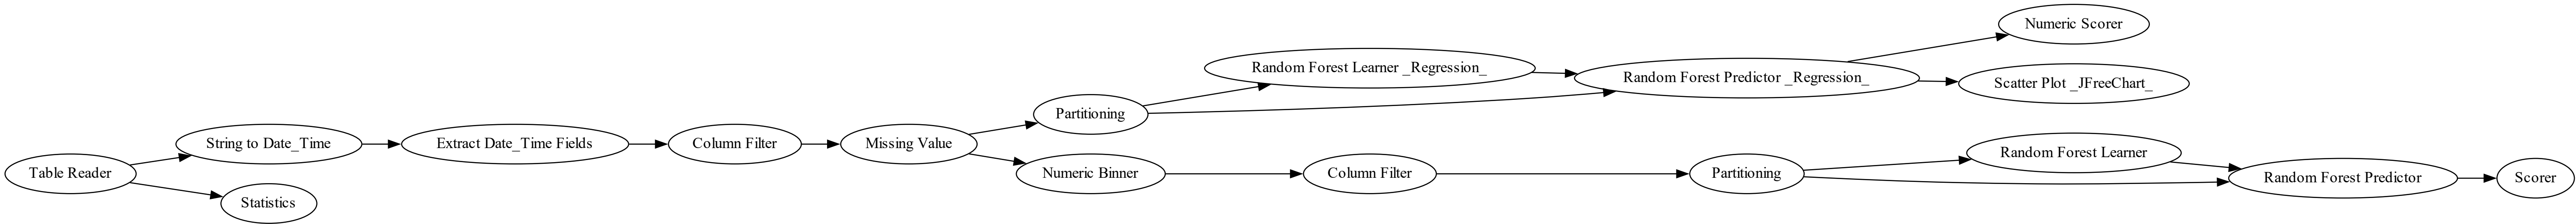 Numeric Scorer
Random Forest Learner _Regression_
Random Forest Predictor _Regression_
Scatter Plot _JFreeChart_
Partitioning
String to Date_Time
Extract Date_Time Fields
Column Filter
Missing Value
Table Reader
Numeric Binner
Column Filter
Partitioning
Random Forest Learner
Random Forest Predictor
Scorer
Statistics